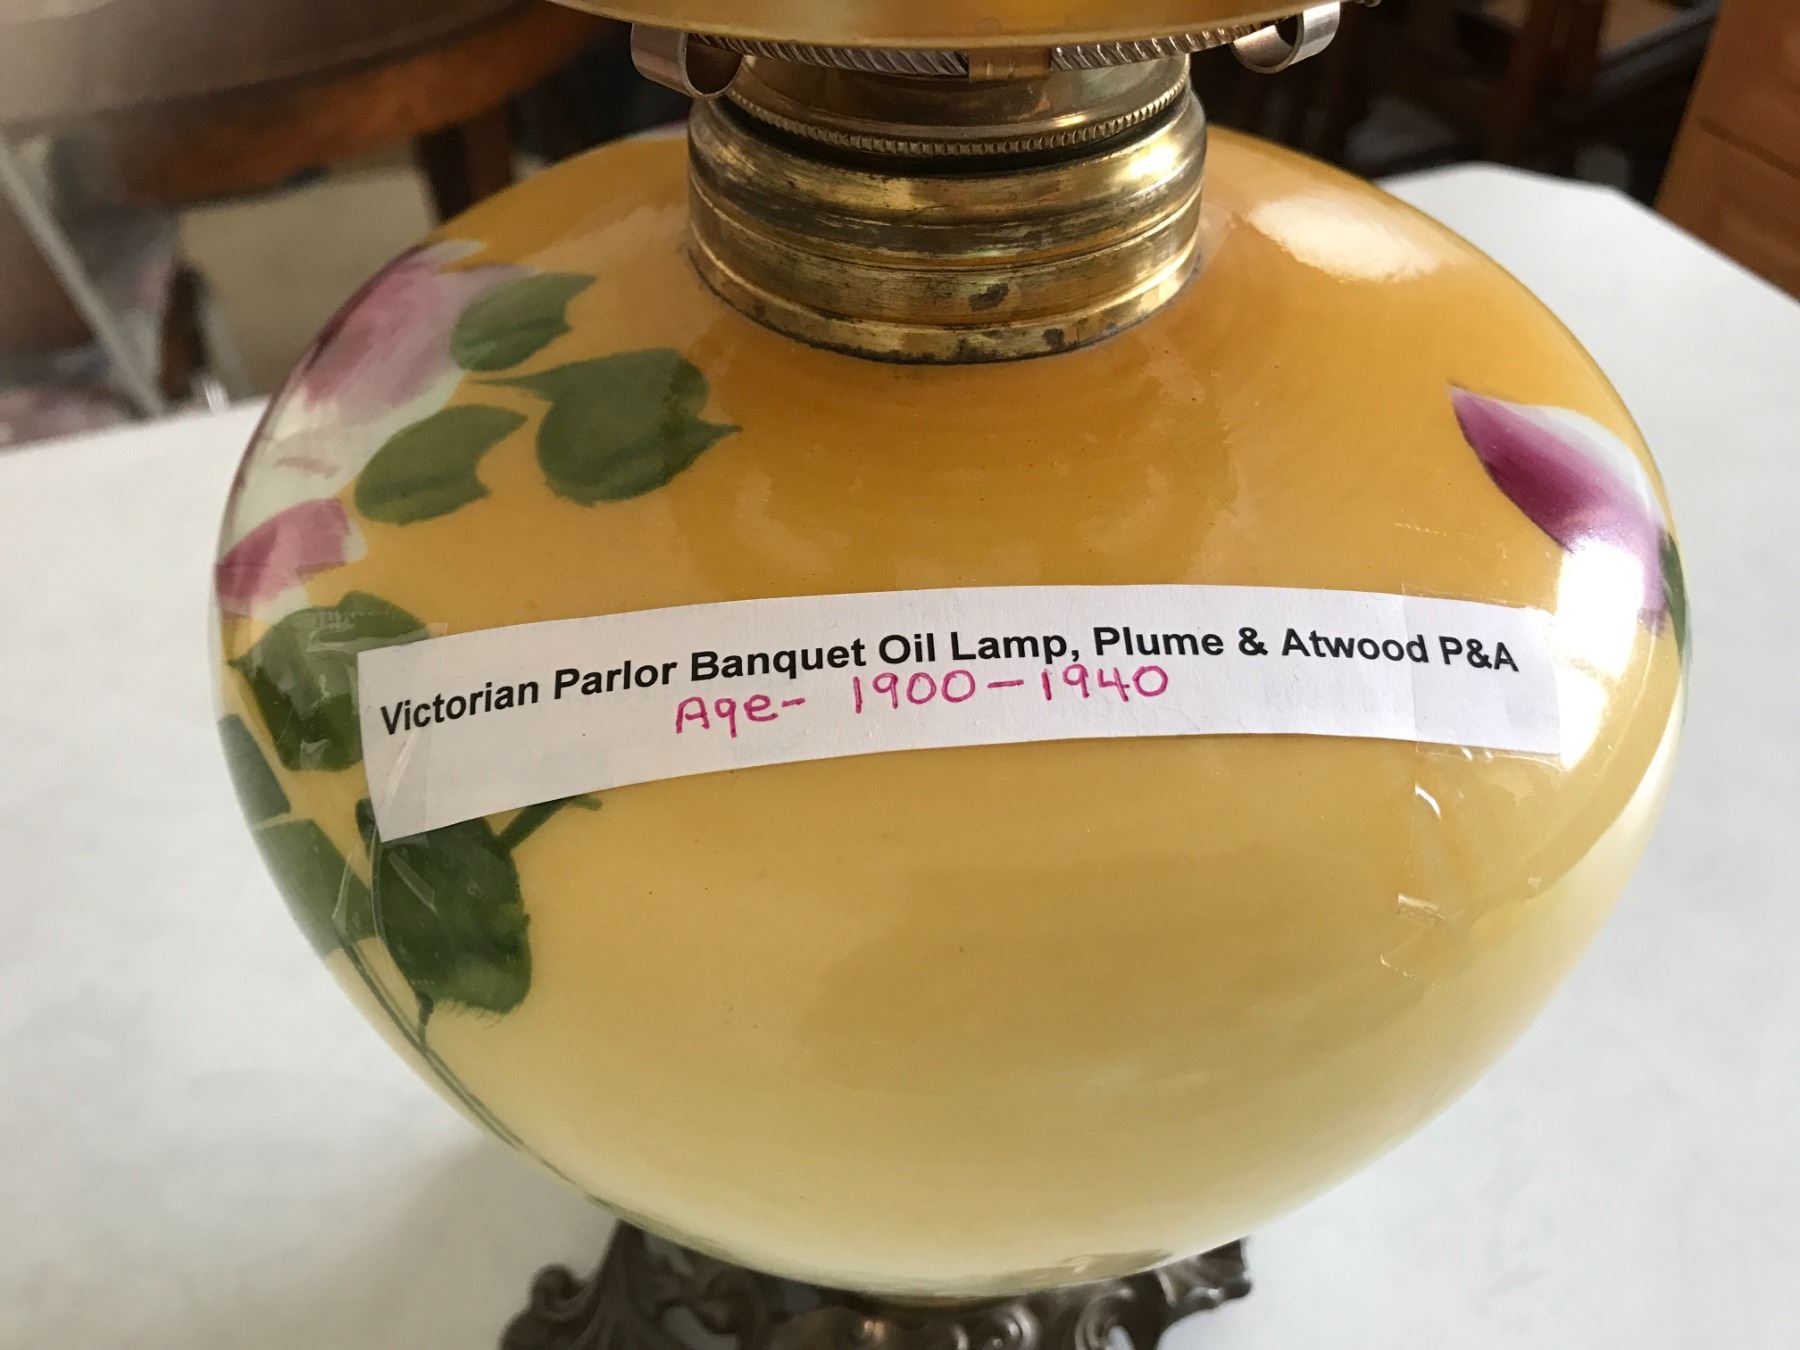 Victorian Parlor Banquet Oil Lamp, Plume & Atwood P&A
Age- 1900-1940